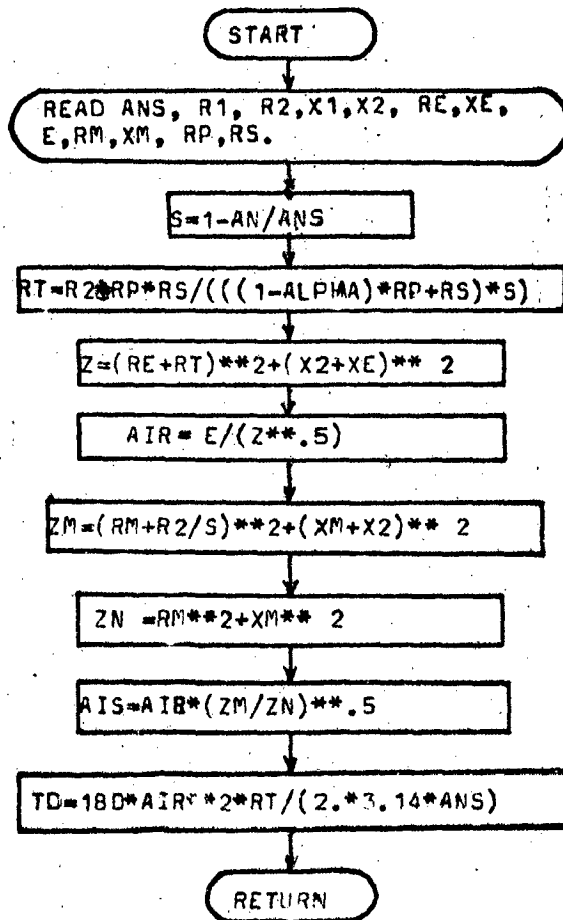 START
READ ANS, R1, R2,X1,X2, RE,XE,
E,RM,XM, RP,RS.
S=1-AN/ANS
RT=R2*RP*RS/(((1-ALPHA)*RP+RS)*S)
Z=(RE+RT)**2+(X2+XE)** 2
AIR= E/(Z**.5)
ZM=(RM+R2/S)**2+(XM+X2)** 2
ZN =RM**2+XM** 2
AIS=AIR*(ZM/ZN)**.5
TD=180*AIR**2*RT/(2.*3.14*ANS)
RETURN